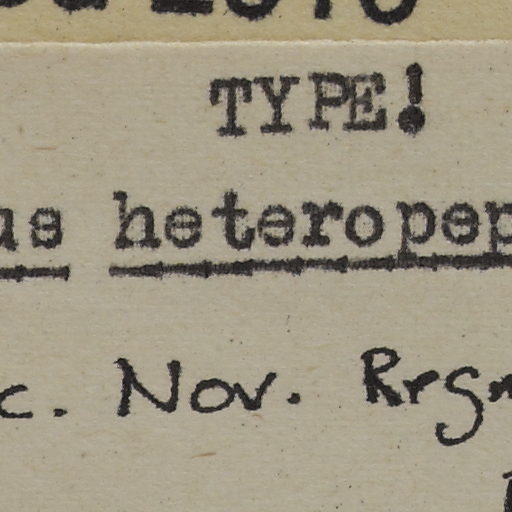 TYPE!
us heteropep
c. Nov.